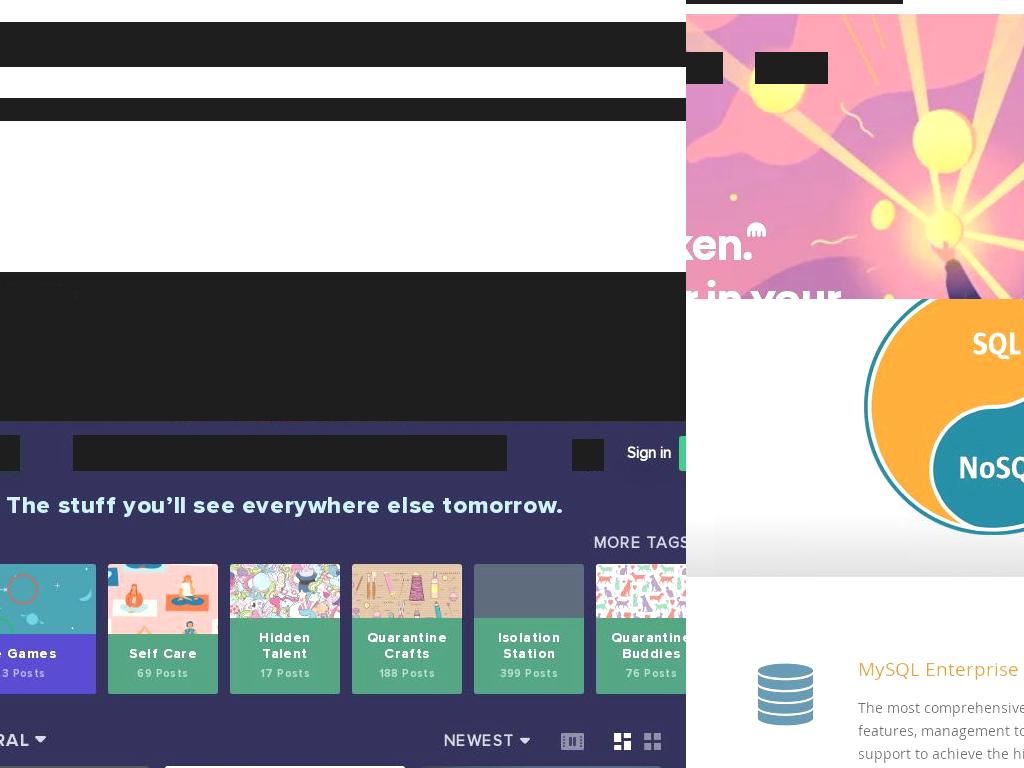 ken.
r in your
SQL
Sign in
The stuff you'll see everywhere else tomorrow.
MORE TAGS
Games
3 Posts
Self Care
69 Posts
Hidden
Talent
17 Posts
Quarantine
Crafts
188 Posts
Isolation
Station
399 Posts
Quarantine
Buddies
76 Posts
RAL
NEWEST
NoSQ
MySQL Enterprise
The most comprehensive
features, management to
support to achieve the hi